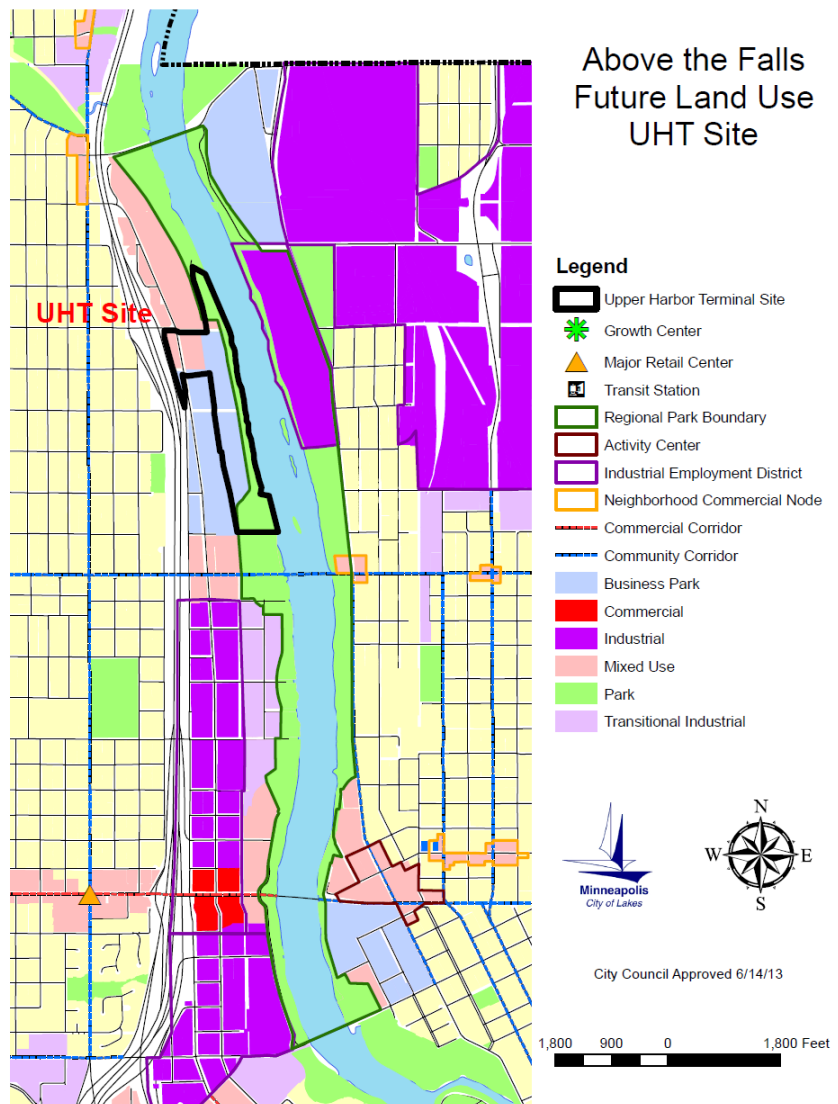 Above the Falls
Future Land Use
UHT Site
UHT Site
Legend
Upper Harbor Terminal Site
Growth Center
Major Retail Center
Transit Station
Regional Park Boundary
Activity Center
Industrial Employment District
Neighborhood Commercial Node
Commercial Corridor
Community Corridor
Business Park
Commercial
Industrial
Mixed Use
Park
Transitional Industrial
Minneapolis
City of Lakes
N
W E
S
City Council Approved 6/14/13
1,800 900 0 1,800 Feet